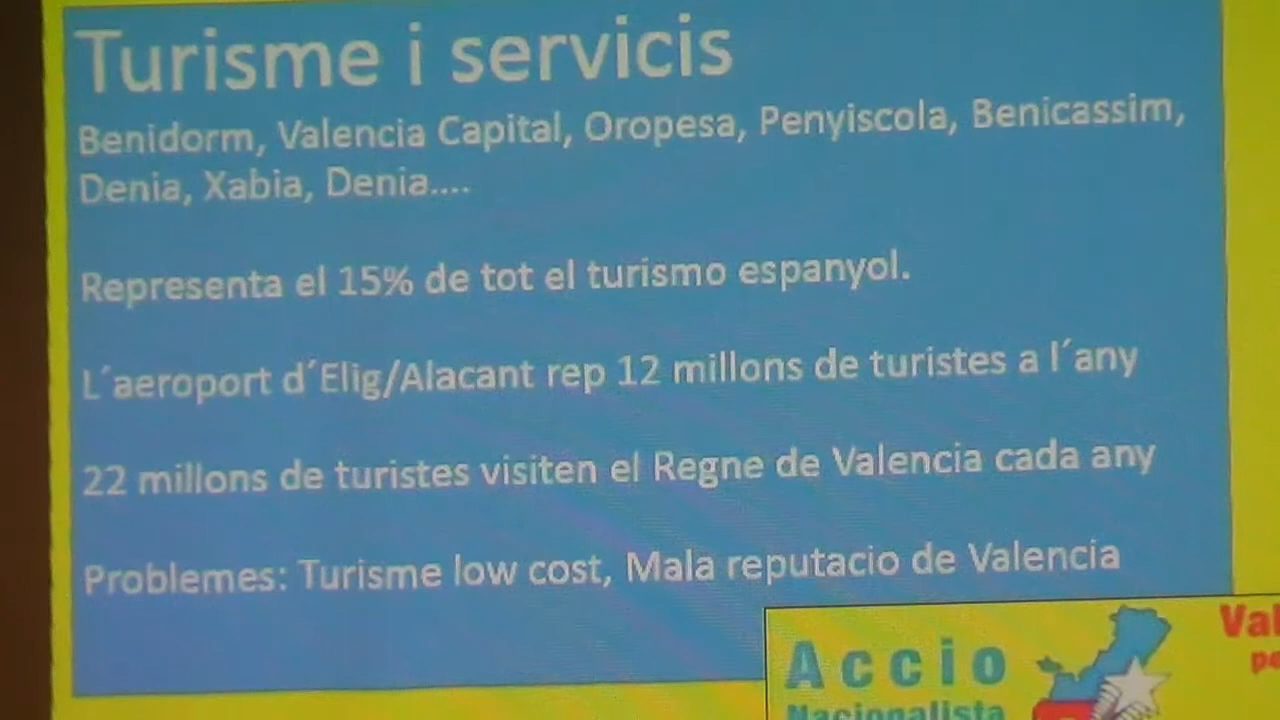 Turisme i servicis
Benidorm, Valencia Capital, Oropesa, Penyiscola, Benicassim,
Denia, Xabia, Denia....
Representa el 15% de tot el turismo espanyol.
L´aeroport d´Elig/Alacant rep 12 millons de turistes a l´any
22 millons de turistes visiten el Regne de Valencia cada any
Problemes: Turisme low cost, Mala reputacio de Valencia
Accio
Nacionalista